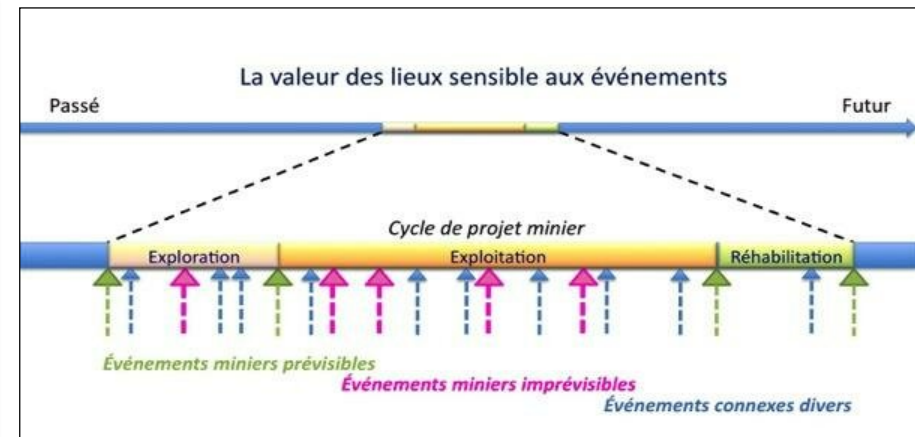 La valeur des lieux sensible aux événements
Passé
Futur
Cycle de projet minier
Exploration
Exploitation
Réhabilitation
Événements miniers prévisibles
Événements miniers imprévisibles
Événements connexes divers